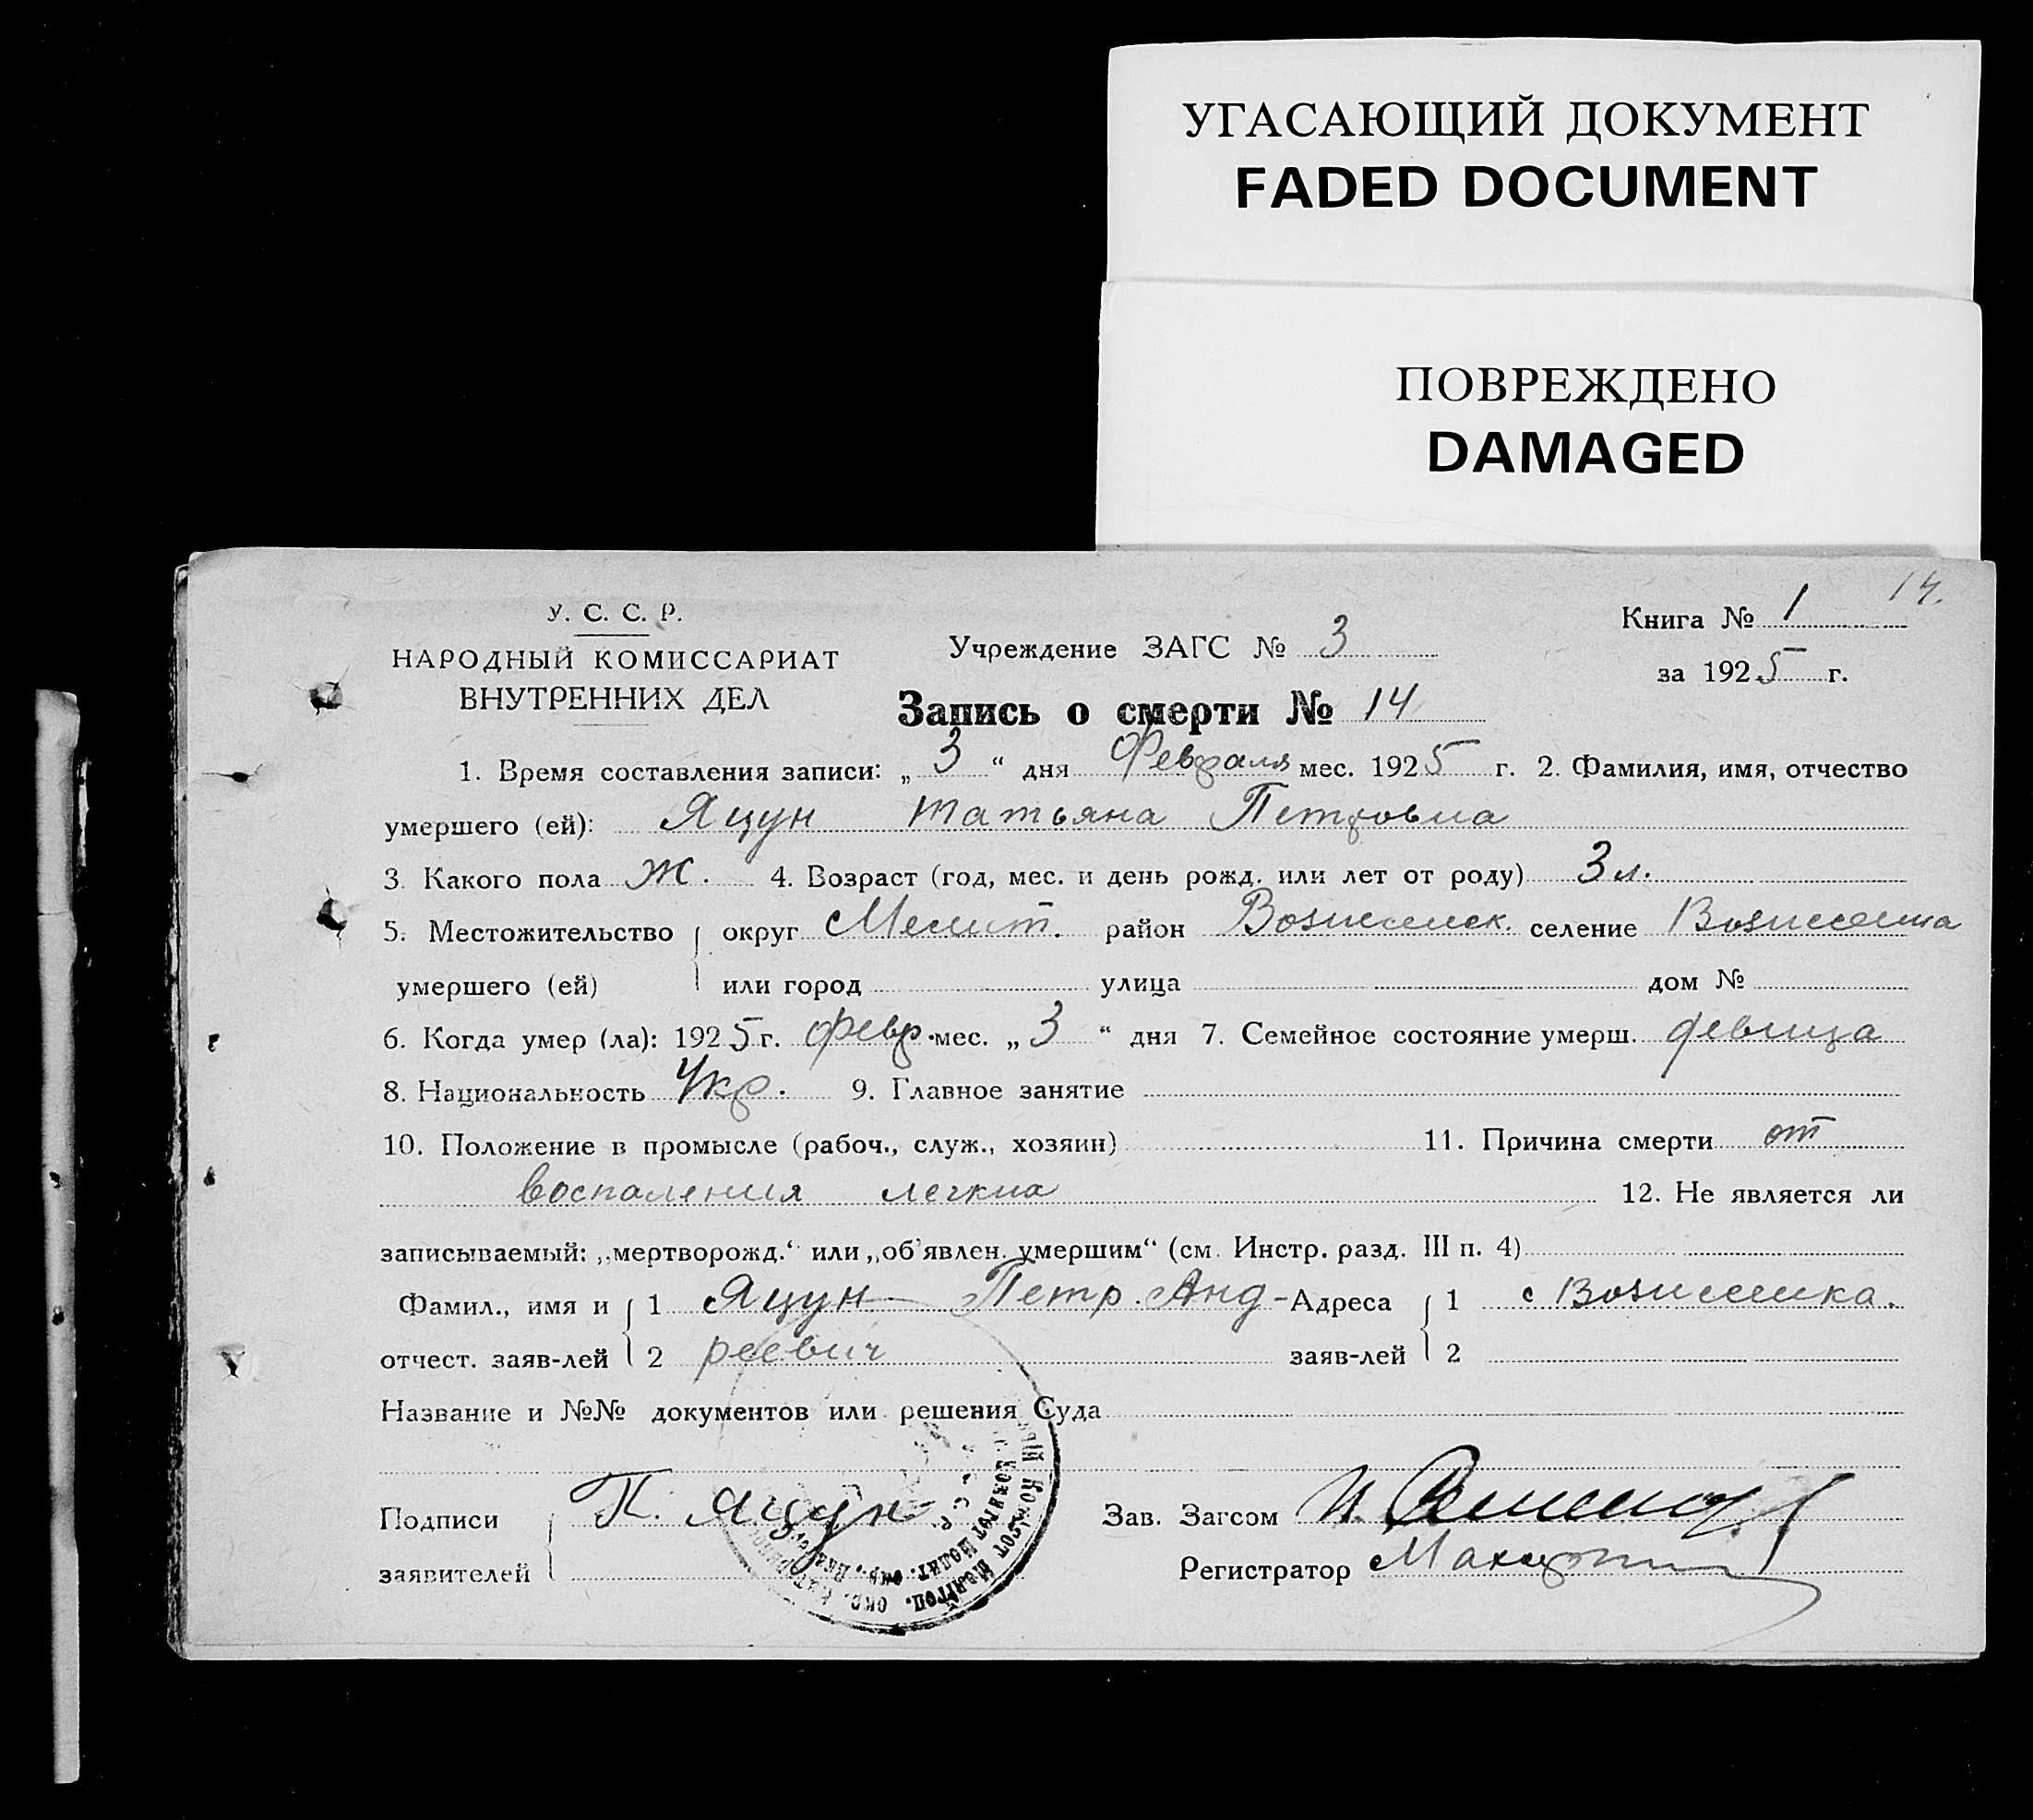 УГАСАЮЩИЙ ДОКУМЕНТ
FADED DOCUMENT
ПОВРЕЖДЕНО
DAMAGED
14.
У. С. С. Р.
НАРОДНЫЙ КОМИССАРИАТ
ВНУТРЕННИХ ДЕЛ
Учреждение ЗАГС № 3
Книга № 1
за 1925 г.
Запись о смерти № 14
1. Время составления записи: „3“ дня Февраля мес. 1925 г. 2. Фамилия, имя, отчество
умершего (ей): Яцун Татьяна Петровна
3. Какого пола Ж. 4. Возраст (год, мес. и день рожд. или лет от роду) 3 л.
5. Местожительство округ Мелит. район Вознесенск. селение Вознесенка
умершего (ей) или город улица дом №
6. Когда умер (ла): 1925 г. февр. мес. „3“ дня 7. Семейное состояние умерш. девица
8. Национальность Укр. 9. Главное занятие
10. Положение в промысле (рабоч., служ., хозяин) 11. Причина смерти от
воспаления легкиа 12. Не является ли
записываемый: „мертворожд.“ или „об'явлен. умершим“ (см. Инстр. разд. III п. 4)
Фамил., имя и 1 Яцун Петр Анд- Адреса 1 с Вознесенка.
отчест. заяв-лей 2 реевич заяв-лей 2
Название и №№ документов или решения Суда
Подписи П. Яцун Зав. Загсом
заявителей Регистратор